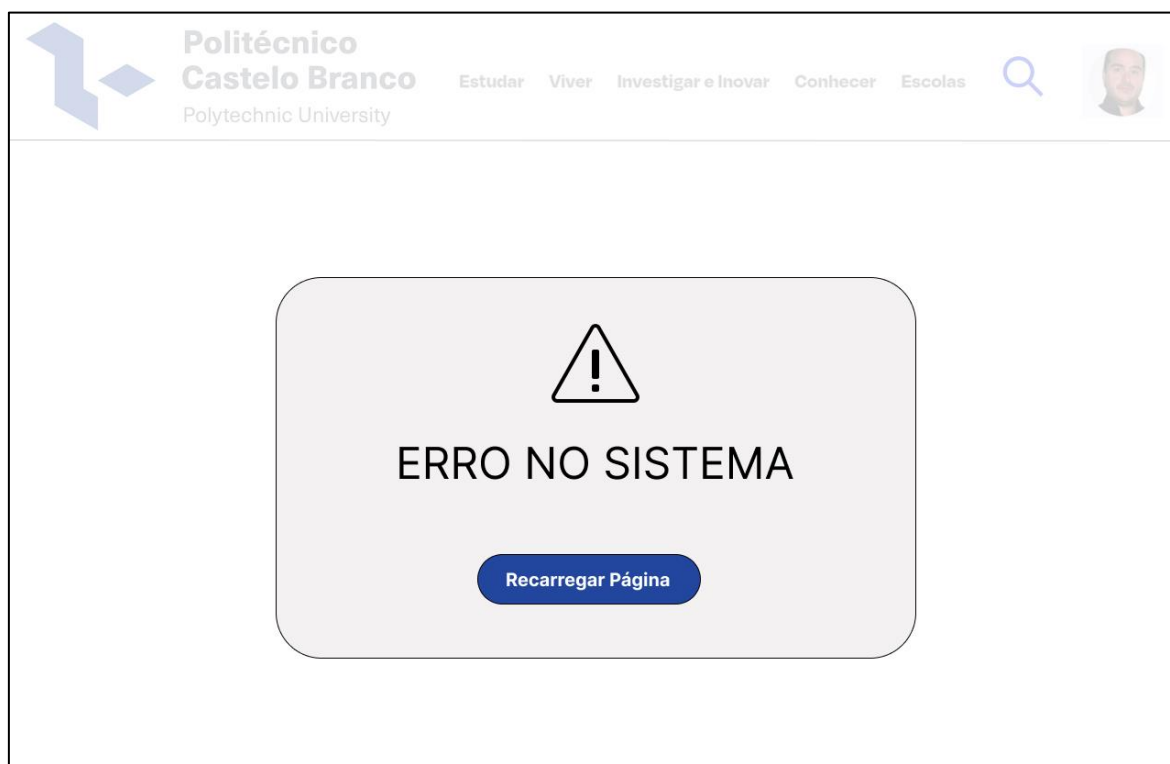 Politécnico
Castelo Branco
Polytechnic University
Estudar Viver Investigar e Inovar Conhecer Escolas
ERRO NO SISTEMA
Recarregar Página